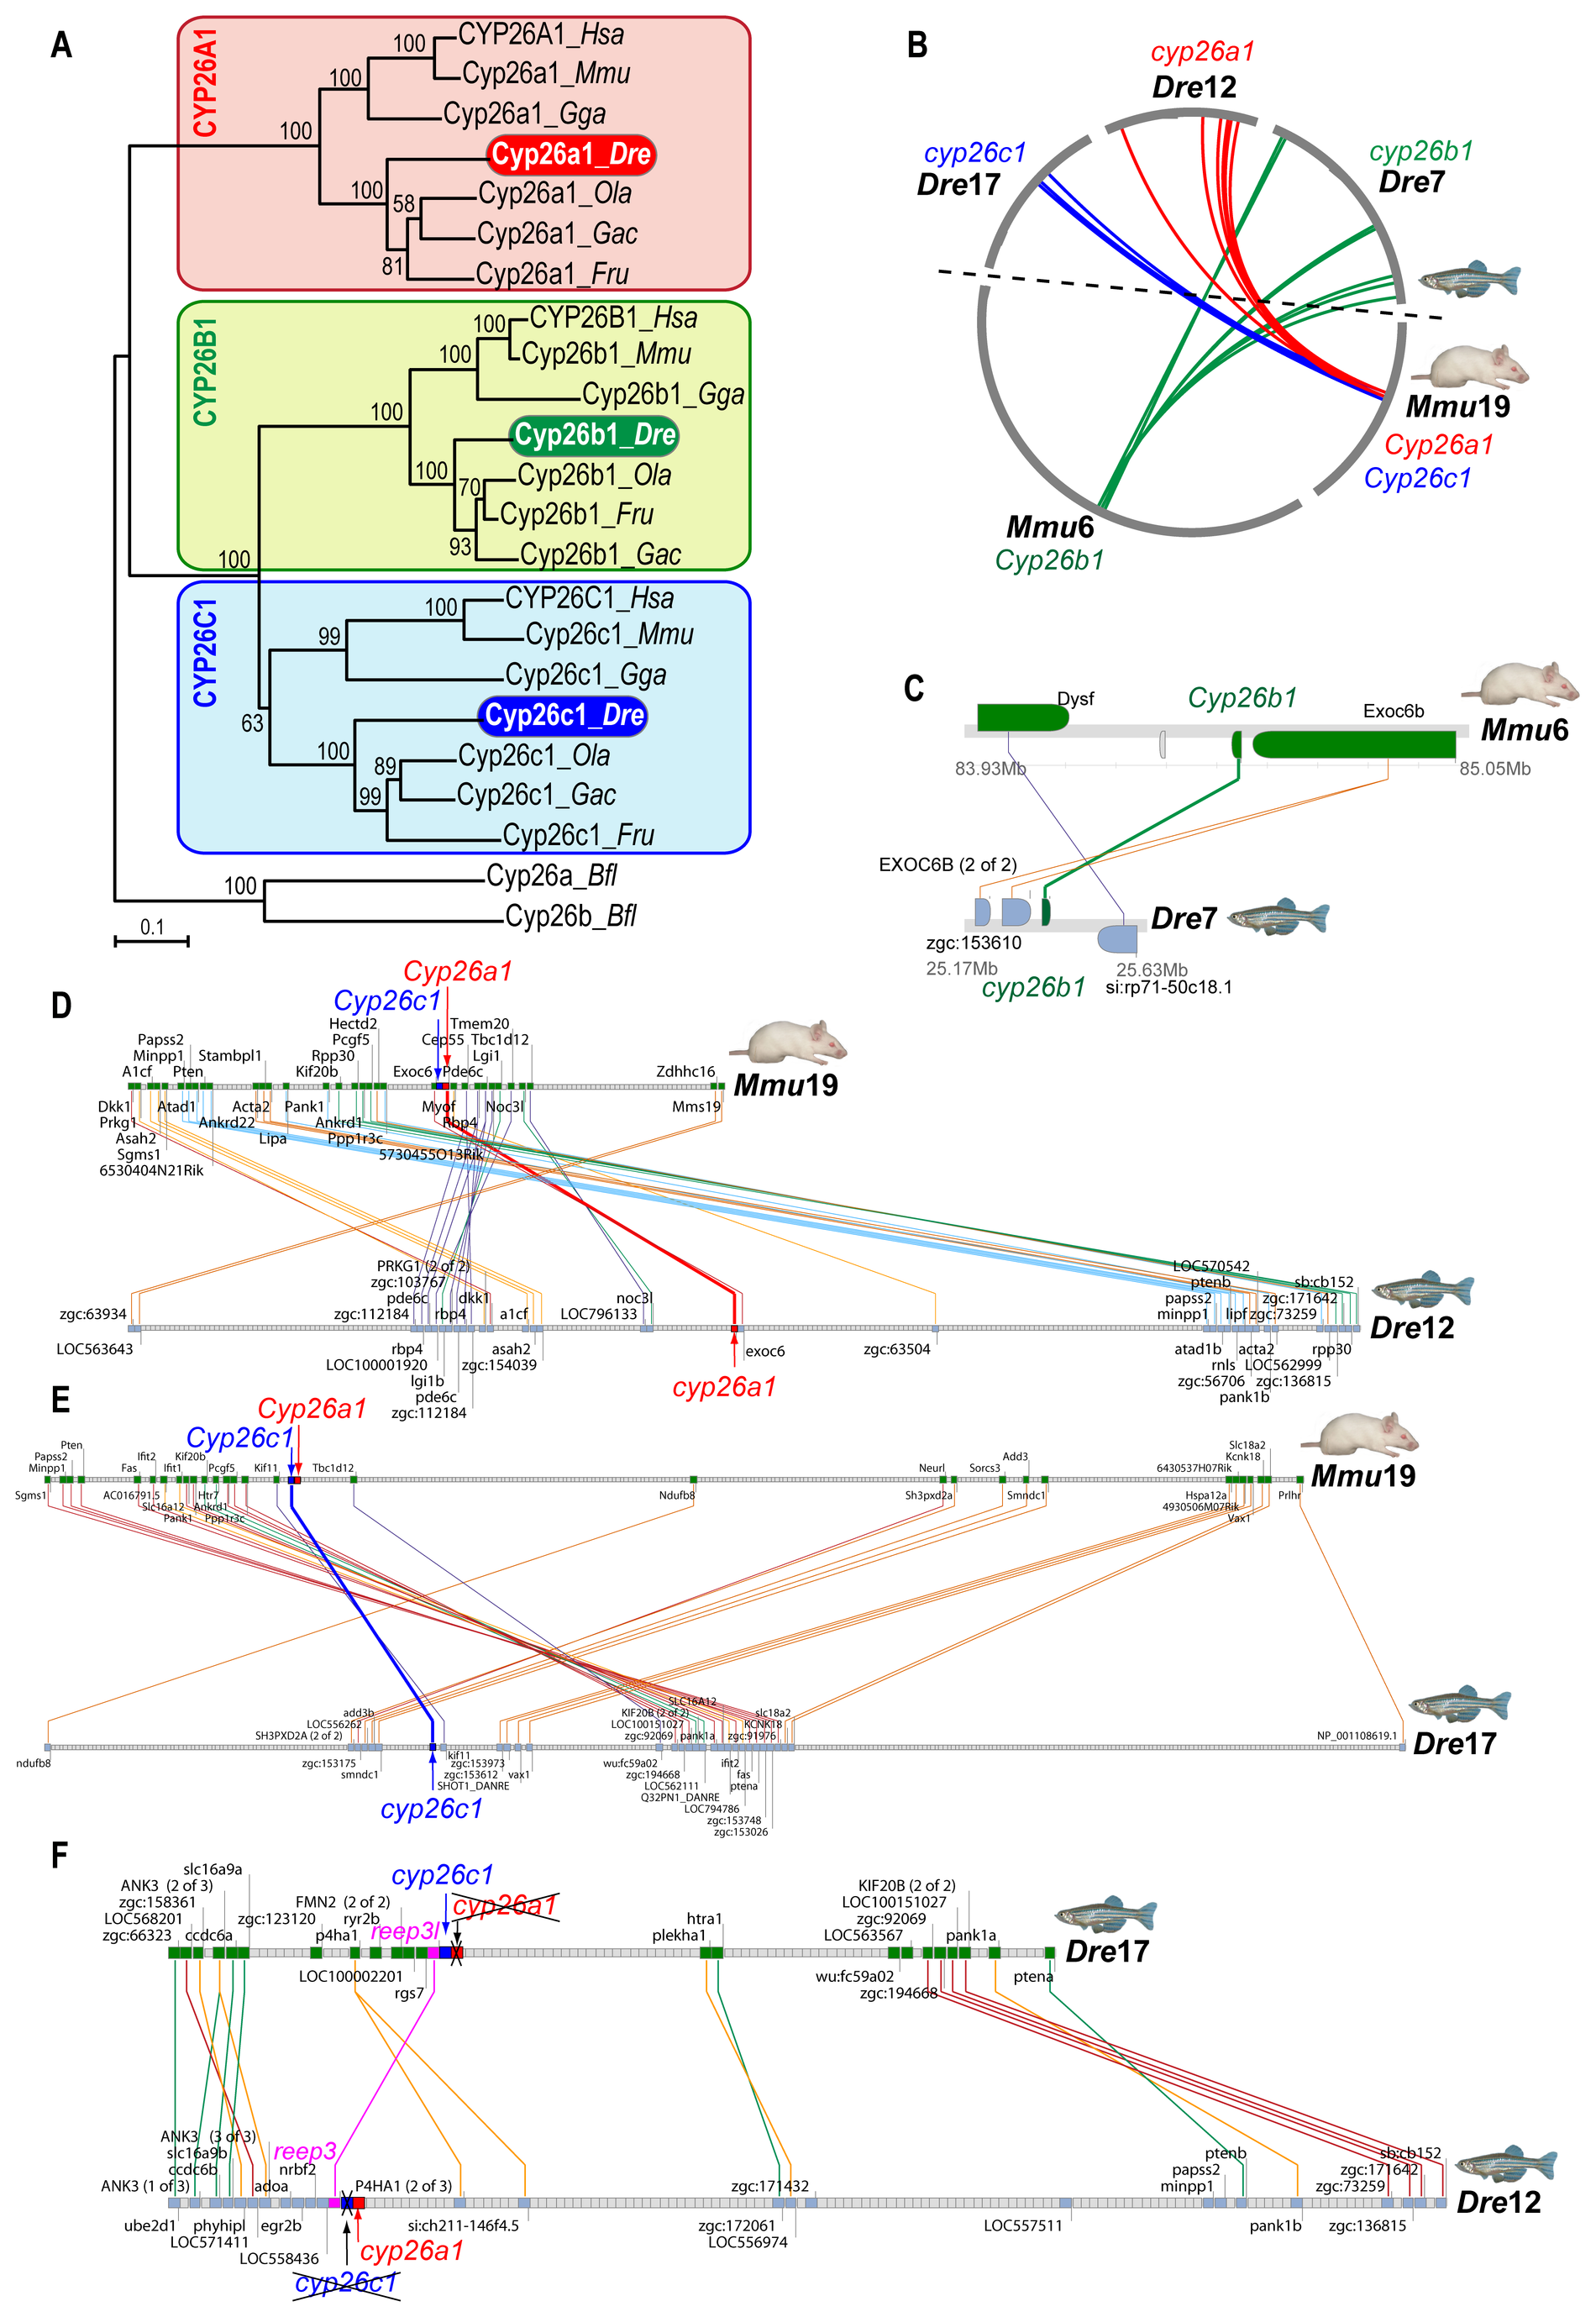 A
CYP26A1
CYP26A1_Hsa
100
Cyp26a1_Mmu
100
Cyp26a1_Gga
100
Cyp26a1_Dre
100
58
Cyp26a1_Ola
Cyp26a1_Gac
81
Cyp26a1_Fru
CYP26B1
CYP26B1_Hsa
100
Cyp26b1_Mmu
100
Cyp26b1_Gga
100
Cyp26b1_Dre
100
70
Cyp26b1_Ola
Cyp26b1_Fru
93
Cyp26b1_Gac
100
CYP26C1
CYP26C1_Hsa
100
99
Cyp26c1_Mmu
Cyp26c1_Gga
63
Cyp26c1_Dre
100
89
Cyp26c1_Ola
99
Cyp26c1_Gac
Cyp26c1_Fru
100
Cyp26a_Bfl
Cyp26b_Bfl
0.1
B
cyp26a1
Dre12
cyp26c1
Dre17
cyp26b1
Dre7
Mmu19
Cyp26a1
Cyp26c1
Mmu6
Cyp26b1
C
Dysf
Cyp26b1
Exoc6b
Mmu6
83.93Mb
85.05Mb
EXOC6B (2 of 2)
Dre7
zgc:153610
25.17Mb
25.63Mb
cyp26b1
si:rp71-50c18.1
D
Cyp26a1
Cyp26c1
Hectd2
Tmem20
Papss2
Pcgf5
Cep55 Tbc1d12
Minpp1
Stambpl1
Rpp30
Lgi1
A1cf
Pten
Kif20b
Exoc6
Pde6c
Zdhhc16
Mmu19
Dkk1
Atad1
Acta2
Pank1
Myof
Noc3l
Mms19
Prkg1
Ankrd22
Ankrd1
Rbp4
Asah2
Lipa
Ppp1r3c
Sgms1
5730455O13Rik
6530404N21Rik
PRKG1 (2 of 2)
LOC570542
zgc:103767
ptenb
sb:cb152
pde6c
dkk1
noc3l
papss2
zgc:171642
zgc:63934
zgc:112184
rbp4
a1cf
LOC796133
minpp1
lipf
zgc:73259
Dre12
LOC563643
rbp4
asah2
exoc6
zgc:63504
atad1b
acta2
rpp30
LOC100001920
zgc:154039
rnls
LOC562999
lgi1b
zgc:56706
zgc:136815
pde6c
cyp26a1
pank1b
zgc:112184
E
Cyp26a1
Cyp26c1
Pten
Papss2
Ifit2
Kif20b
Minpp1
Fas
Ifit1
Pcgf5
Kif11
Tbc1d12
Neurl
Sorcs3
Add3
Slc18a2
Kcnk18
6430537H07Rik
Mmu19
Sgms1
AC016791.5
Htr7
Ndufb8
Sh3pxd2a
Smndc1
Hspa12a
Prlhr
Slc16a12
Ankrd1
4930506M07Rik
Pank1
Ppp1r3c
Vax1
SLC16A12
add3b
KIF20B (2 of 2)
slc18a2
LOC556262
LOC100151027
KCNK18
SH3PXD2A (2 of 2)
zgc:92069
pank1a
zgc:91976
NP_001108619.1
Dre17
ndufb8
zgc:153175
kif11
zgc:153973
wu:fc59a02
ifit2
smndc1
zgc:153612
vax1
zgc:194668
fas
SHOT1_DANRE
LOC562111
ptena
Q32PN1_DANRE
cyp26c1
LOC794786
zgc:153748
zgc:153026
F
slc16a9a
cyp26c1
ANK3 (2 of 3)
KIF20B (2 of 2)
zgc:158361
FMN2 (2 of 2)
cyp26a1
LOC100151027
LOC568201
zgc:123120
ryr2b
htra1
zgc:92069
zgc:66323
ccdc6a
p4ha1
reep3l
plekha1
LOC563567
pank1a
Dre17
LOC100002201
wu:fc59a02
ptena
rgs7
zgc:194668
ANK3 (3 of 3)
slc16a9b
reep3
ptenb
sb:cb152
ccdc6b
nrbf2
papss2
zgc:171642
ANK3 (1 of 3)
adoa
P4HA1 (2 of 3)
zgc:171432
minpp1
zgc:73259
Dre12
ube2d1
phyhipl
egr2b
si:ch211-146f4.5
zgc:172061
LOC557511
pank1b
zgc:136815
LOC571411
LOC556974
LOC558436
cyp26a1
cyp26c1